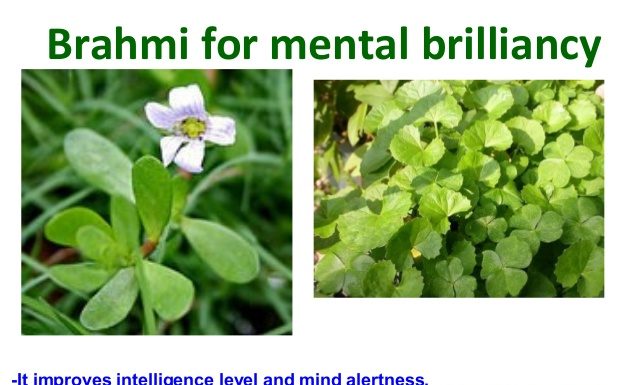 Brahmi for mental brilliancy
-It improves intelligence level and mind alertness.